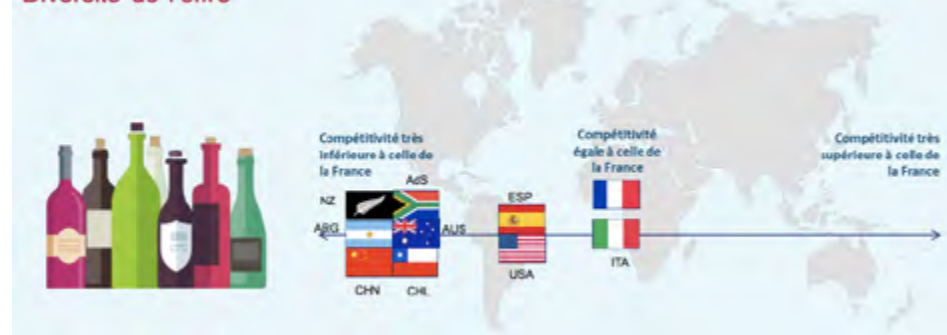 Compétitivité très
inférieure à celle de
la France
Compétitivité
égale à celle de
la France
Compétitivité très
supérieure à celle de
la France
AdS
NZ
ARG
AUS
CHN
CHL
ESP
USA
ITA